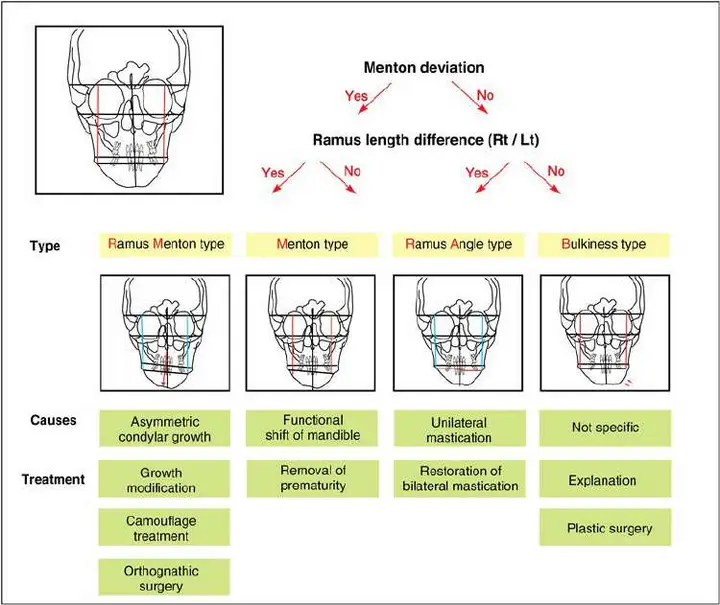 Menton deviation
Yes
No
Ramus length difference (Rt / Lt)
Yes
No
Yes
No
Type
Ramus Menton type
Menton type
Ramus Angle type
Bulkiness type
Causes
Asymmetric
condylar growth
Functional
shift of mandible
Unilateral
mastication
Not specific
Treatment
Growth
modification
Removal of
prematurity
Restoration of
bilateral mastication
Explanation
Camouflage
treatment
Plastic surgery
Orthognathic
surgery